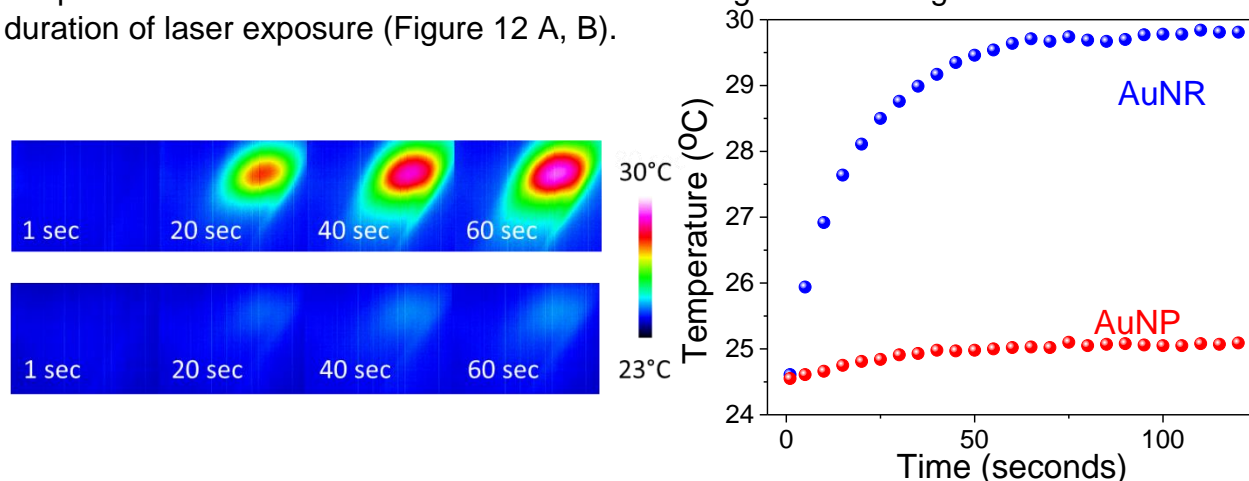 duration of laser exposure (Figure 12 A, B).
1 sec
20 sec
40 sec
60 sec
30°C
1 sec
20 sec
40 sec
60 sec
23°C
Temperature (oC)
30
29
28
27
26
25
24
AuNR
AuNP
0
50
100
Time (seconds)